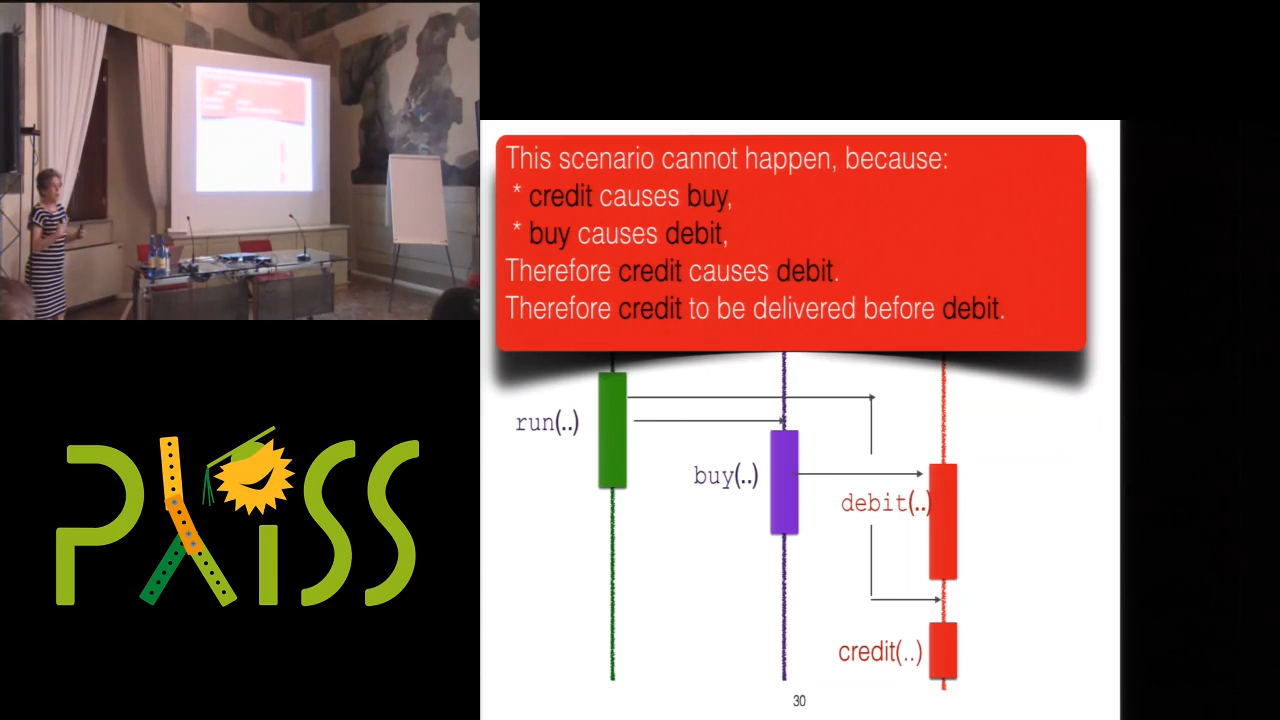 This scenario cannot happen, because:
* credit causes buy,
* buy causes debit,
Therefore credit causes debit.
Therefore credit to be delivered before debit.
run(..)
buy(..)
debit(..)
credit(..)
30
PLISS